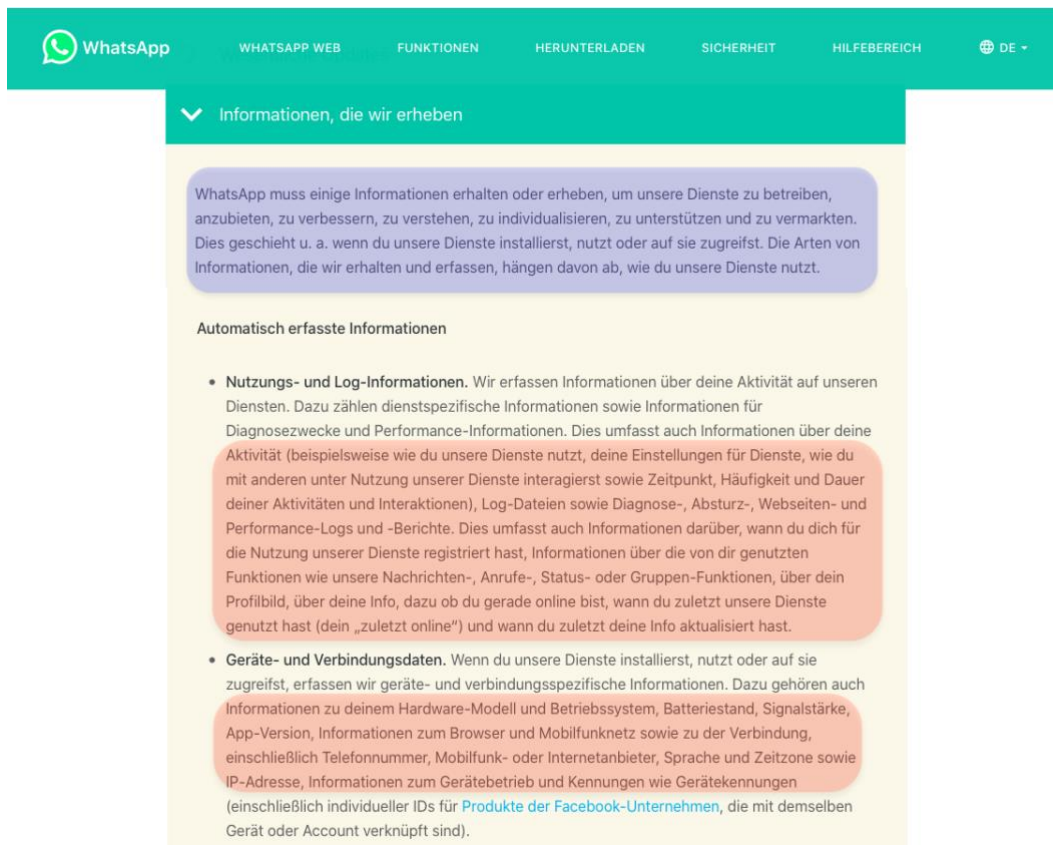 WhatsApp WHATSAPP WEB FUNKTIONEN HERUNTERLADEN SICHERHEIT HILFEBEREICH DE
Informationen, die wir erheben
WhatsApp muss einige Informationen erhalten oder erheben, um unsere Dienste zu betreiben,
anzubieten, zu verbessern, zu verstehen, zu individualisieren, zu unterstützen und zu vermarkten.
Dies geschieht u. a. wenn du unsere Dienste installierst, nutzt oder auf sie zugreifst. Die Arten von
Informationen, die wir erhalten und erfassen, hängen davon ab, wie du unsere Dienste nutzt.
Automatisch erfasste Informationen
• Nutzungs- und Log-Informationen. Wir erfassen Informationen über deine Aktivität auf unseren
Diensten. Dazu zählen dienstspezifische Informationen sowie Informationen für
Diagnosezwecke und Performance-Informationen. Dies umfasst auch Informationen über deine
Aktivität (beispielsweise wie du unsere Dienste nutzt, deine Einstellungen für Dienste, wie du
mit anderen unter Nutzung unserer Dienste interagierst sowie Zeitpunkt, Häufigkeit und Dauer
deiner Aktivitäten und Interaktionen), Log-Dateien sowie Diagnose-, Absturz-, Webseiten- und
Performance-Logs und -Berichte. Dies umfasst auch Informationen darüber, wann du dich für
die Nutzung unserer Dienste registriert hast, Informationen über die von dir genutzten
Funktionen wie unsere Nachrichten-, Anrufe-, Status- oder Gruppen-Funktionen, über dein
Profilbild, über deine Info, dazu ob du gerade online bist, wann du zuletzt unsere Dienste
genutzt hast (dein „zuletzt online“) und wann du zuletzt deine Info aktualisiert hast.
• Geräte- und Verbindungsdaten. Wenn du unsere Dienste installierst, nutzt oder auf sie
zugreifst, erfassen wir geräte- und verbindungsspezifische Informationen. Dazu gehören auch
Informationen zu deinem Hardware-Modell und Betriebssystem, Batteriestand, Signalstärke,
App-Version, Informationen zum Browser und Mobilfunknetz sowie zu der Verbindung,
einschließlich Telefonnummer, Mobilfunk- oder Internetanbieter, Sprache und Zeitzone sowie
IP-Adresse, Informationen zum Gerätebetrieb und Kennungen wie Gerätekennungen
(einschließlich individueller IDs für Produkte der Facebook-Unternehmen, die mit demselben
Gerät oder Account verknüpft sind).